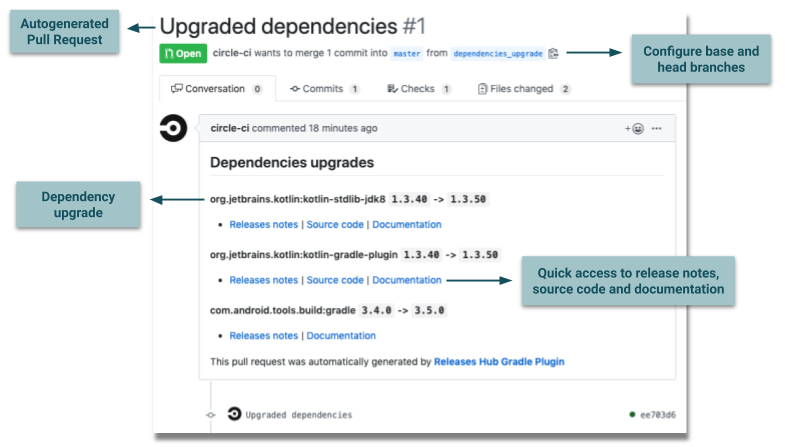 Autogenerated
Pull Request
Upgraded dependencies #1
Open circle-ci wants to merge 1 commit into master from dependencies_upgrade
Configure base and
head branches
Conversation 0 Commits 1 Checks 1 Files changed 2
circle-ci commented 18 minutes ago
Dependencies upgrades
Dependency
upgrade
org.jetbrains.kotlin:kotlin-stdlib-jdk8 1.3.40 -> 1.3.50
• Releases notes | Source code | Documentation
org.jetbrains.kotlin:kotlin-gradle-plugin 1.3.40 -> 1.3.50
• Releases notes | Source code | Documentation
Quick access to release notes,
source code and documentation
com.android.tools.build:gradle 3.4.0 -> 3.5.0
• Releases notes | Documentation
This pull request was automatically generated by Releases Hub Gradle Plugin
Upgraded dependencies ee703d6